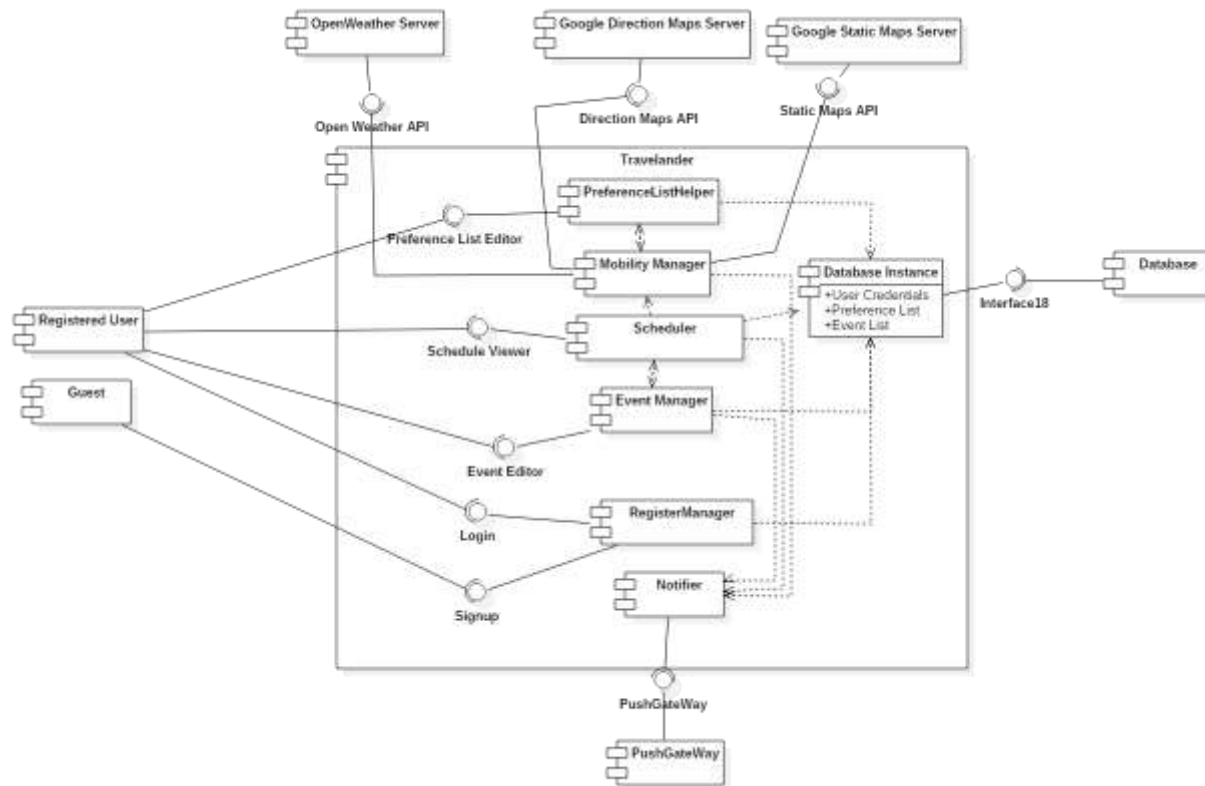 OpenWeather Server
Google Direction Maps Server
Google Static Maps Server
Open Weather API
Direction Maps API
Static Maps API
Travelander
PreferenceListHelper
Preference List Editor
Mobility Manager
Database Instance
+User Credentials
+Preference List
+Event List
Database
Interface18
Registered User
Scheduler
Schedule Viewer
Guest
Event Manager
Event Editor
RegisterManager
Login
Notifier
Signup
PushGateWay
PushGateWay